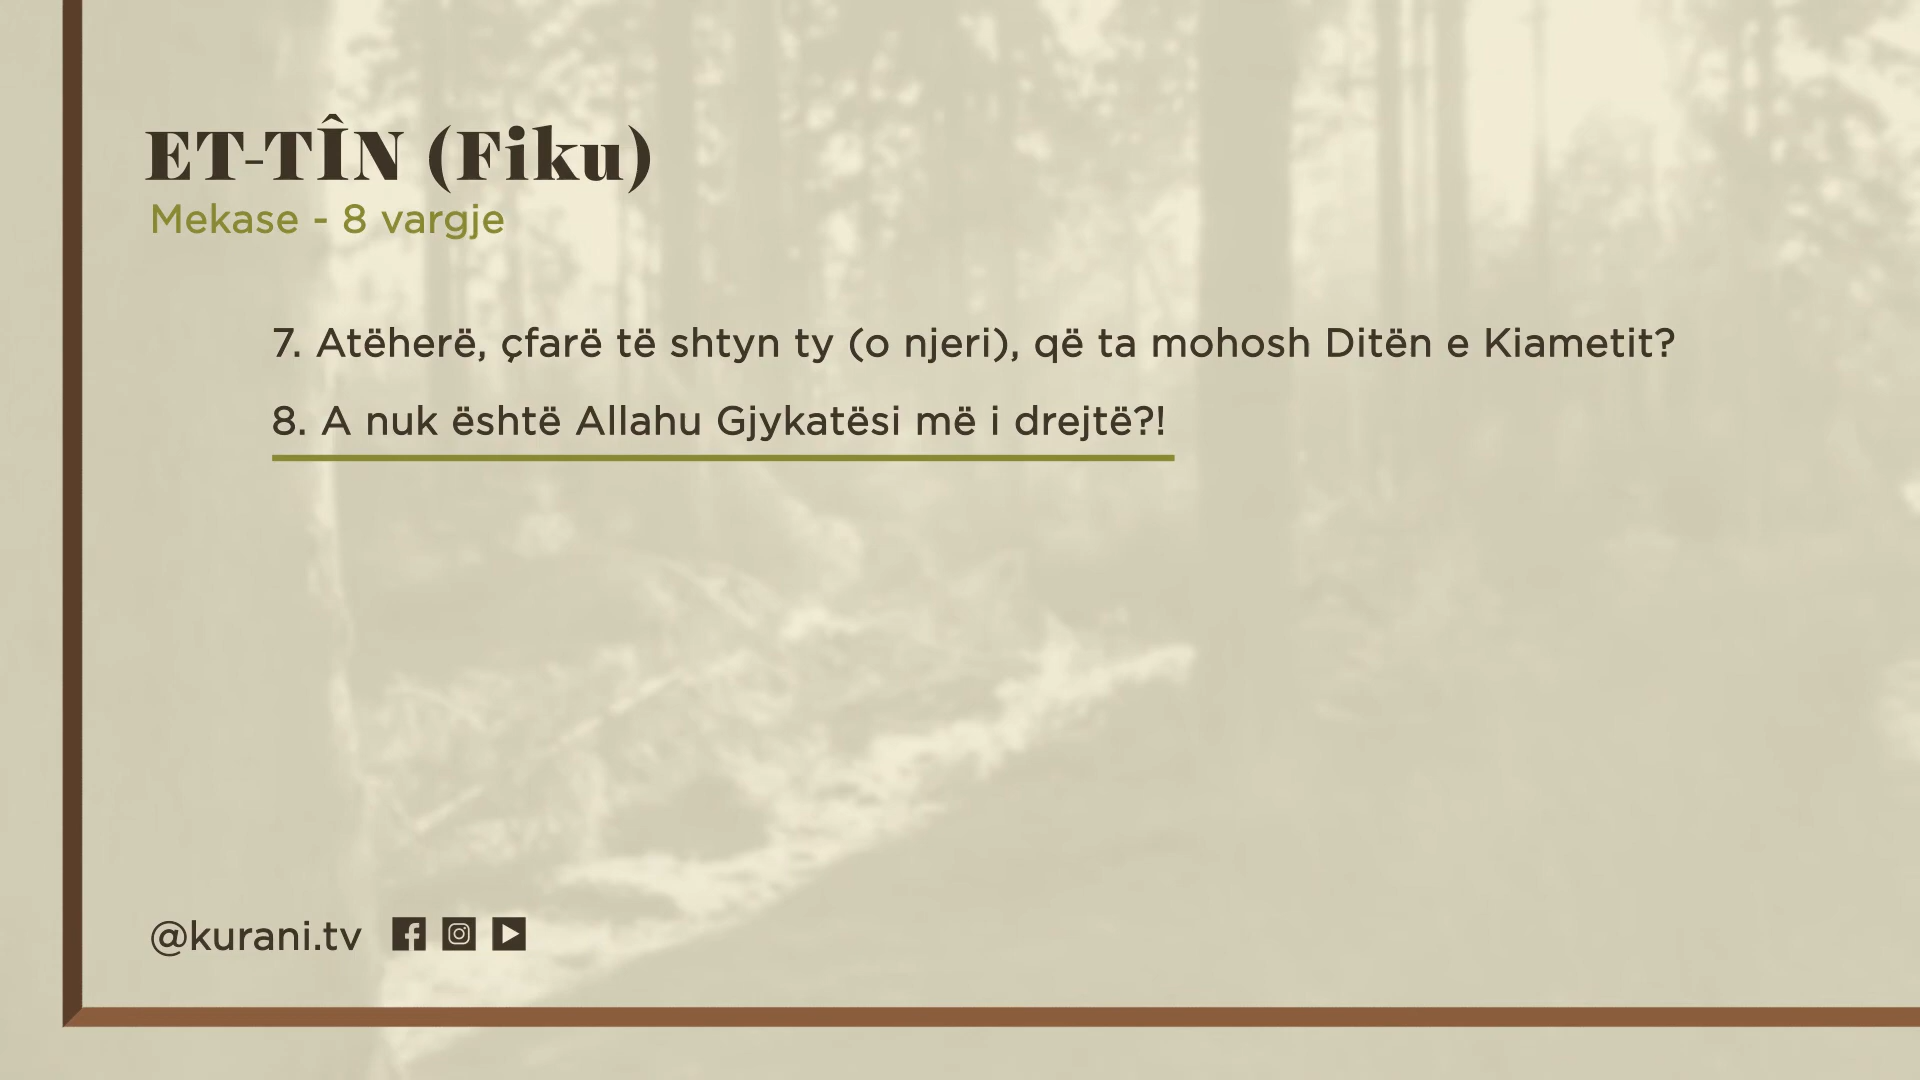 ET-TÎN (Fiku)
Mekase - 8 vargje
7. Atëherë, çfarë të shtyn ty (o njeri), që ta mohosh Ditën e Kiametit?
8. A nuk është Allahu Gjykatësi më i drejtë?!
@kurani.tv